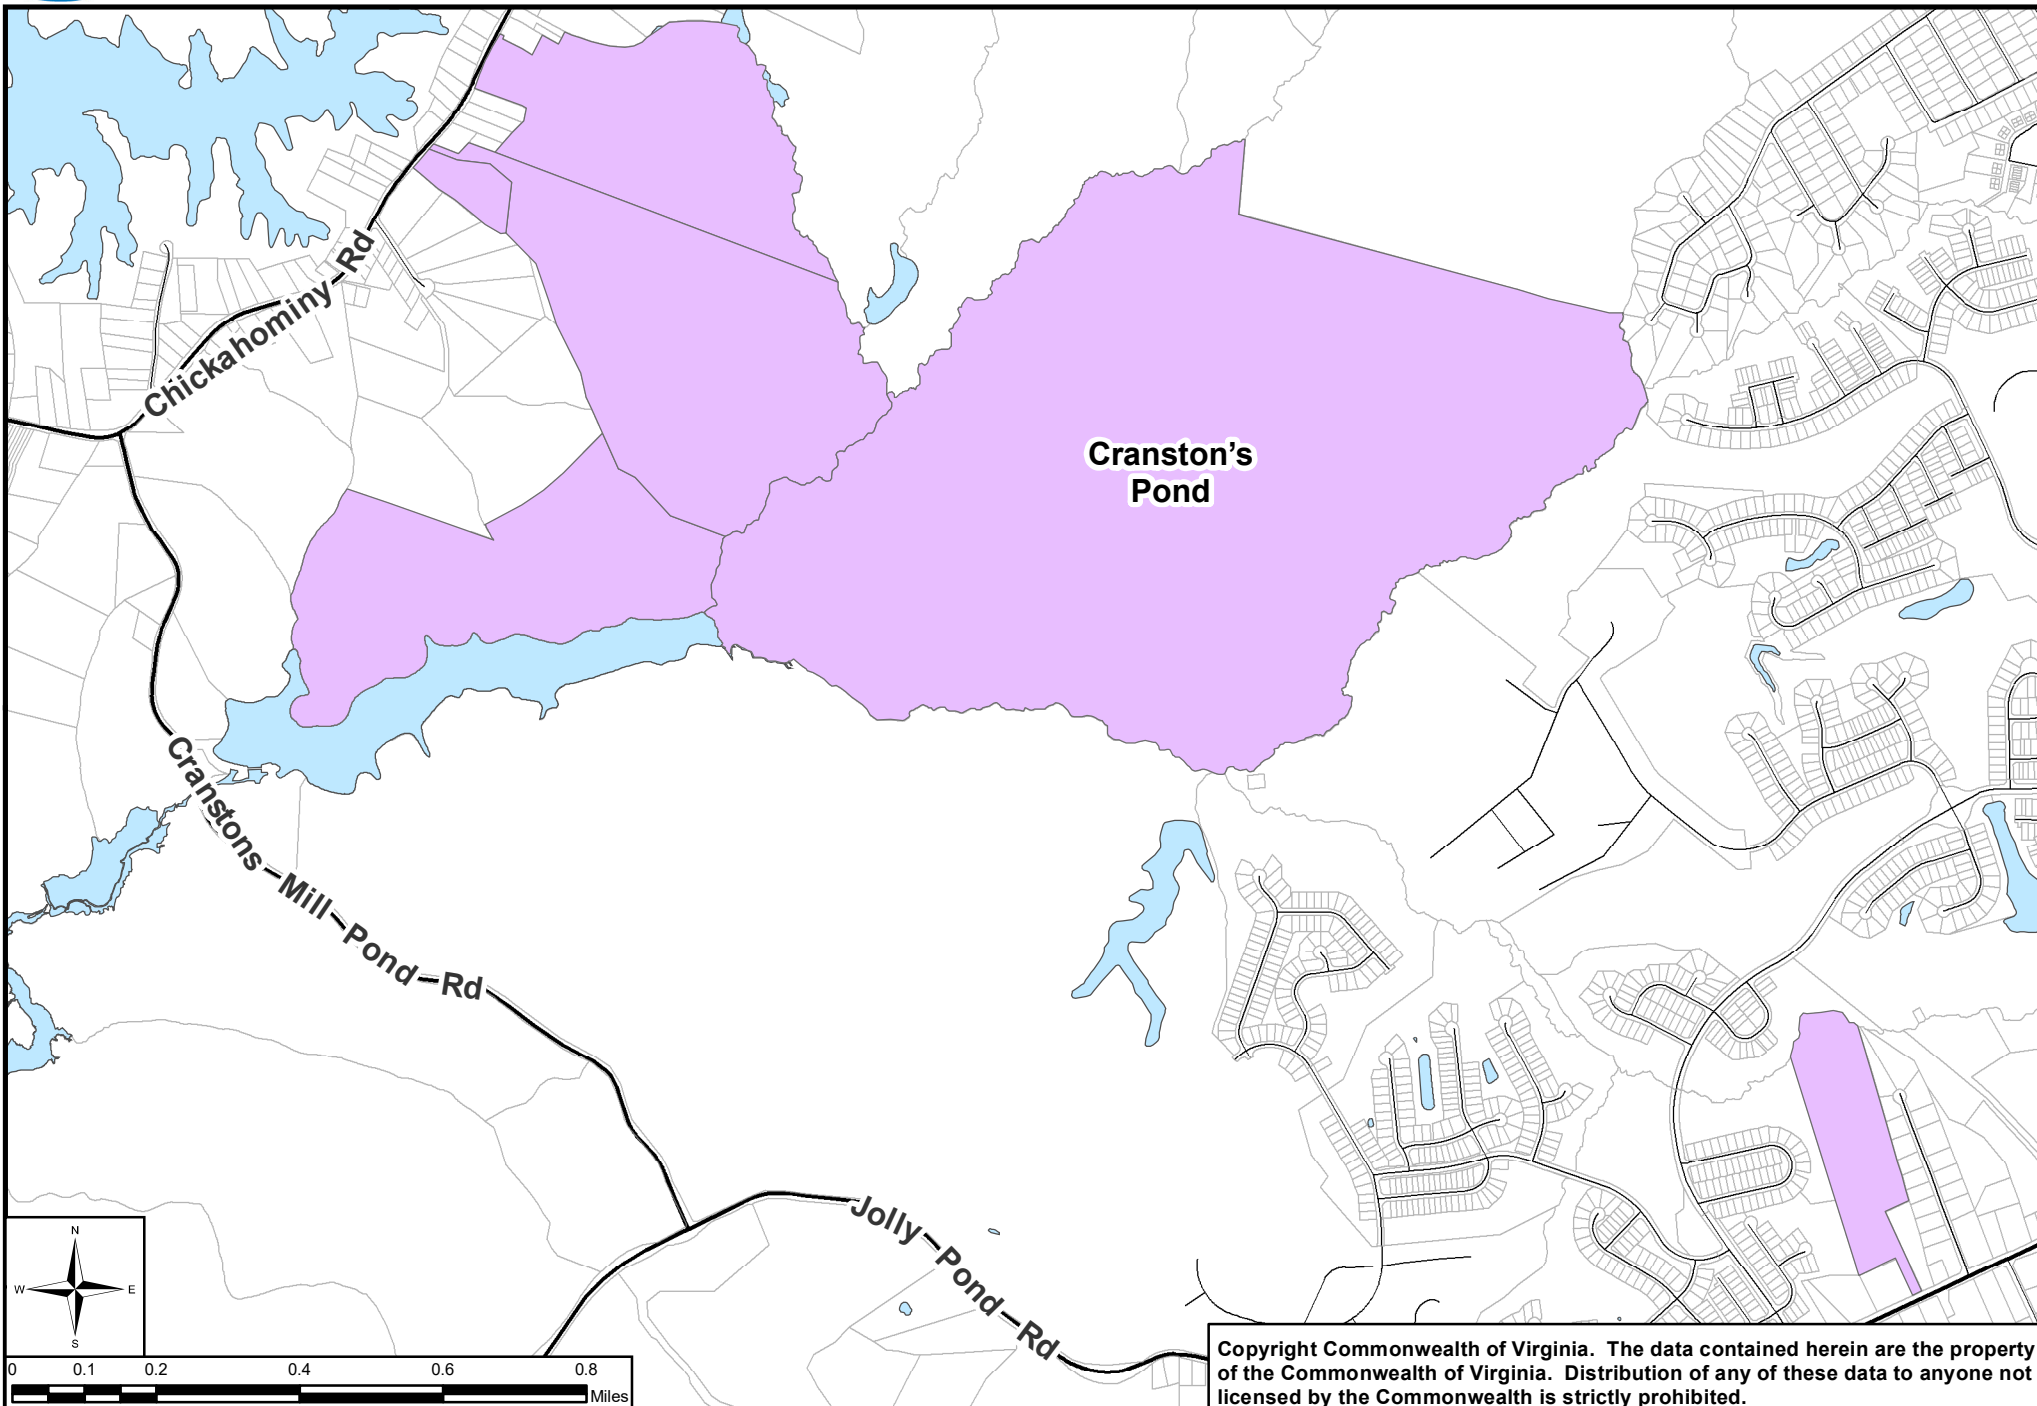 Chickahominy Rd
Cranston’s
Pond
Cranstons Mill Pond Rd
Jolly Pond Rd
N
W
E
S
0 0.1 0.2 0.4 0.6 0.8
Miles
Copyright Commonwealth of Virginia. The data contained herein are the property
of the Commonwealth of Virginia. Distribution of any of these data to anyone not
licensed by the Commonwealth is strictly prohibited.